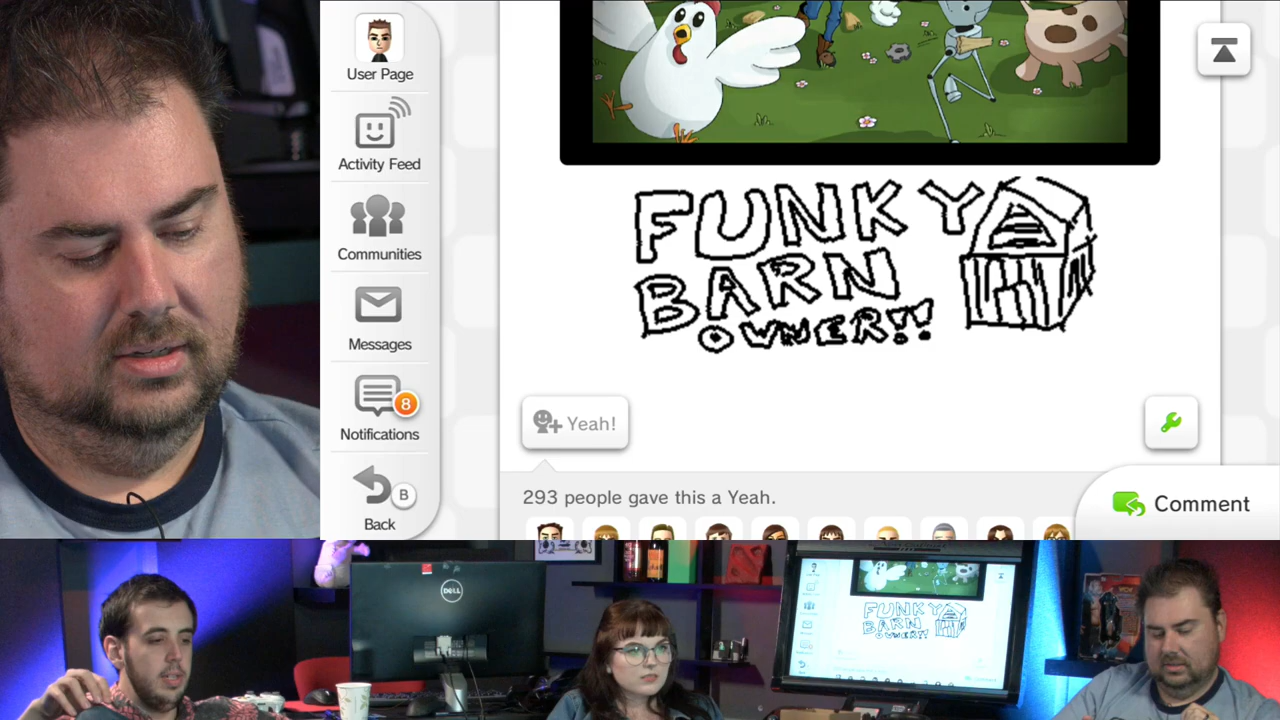 User Page
Activity Feed
Communities
Messages
8
Notifications
B
Back
FUNKY
BARN
OWNER!!
Yeah!
293 people gave this a Yeah.
Comment
DELL
FUNKY
BARN
OWNER!!